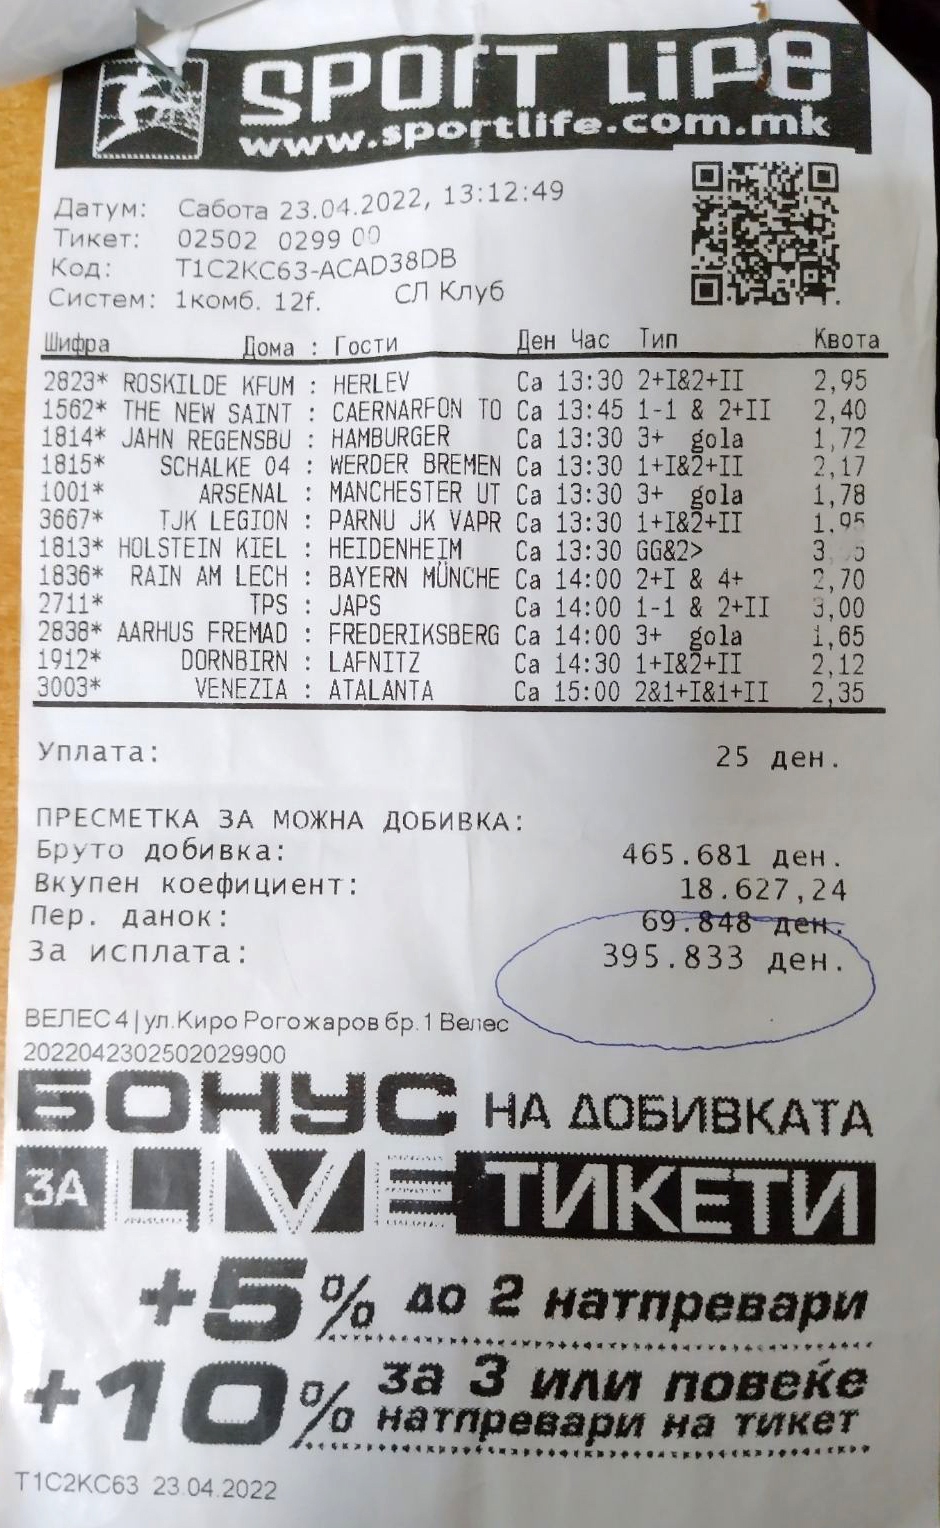 SPORT LIFE
www.sportlife.com.mk
Датум: Сабота 23.04.2022, 13:12:49
Тикет: 02502 0299 00
Код: T1C2KC63-ACAD38DB
Систем: 1комб. 12f. СЛ Клуб
Шифра Дома : Гости Ден Час Тип Квота
2823* ROSKILDE KFUM : HERLEV Са 13:30 2+I&2+II 2,95
1562* THE NEW SAINT : CAERNARFON TO Са 13:45 1-1 & 2+II 2,40
1814* JAHN REGENSBU : HAMBURGER Са 13:30 3+ gola 1,72
1815* SCHALKE 04 : WERDER BREMEN Са 13:30 1+I&2+II 2,17
1001* ARSENAL : MANCHESTER UT Са 13:30 3+ gola 1,78
3667* TJK LEGION : PARNU JK VAPR Са 13:30 1+I&2+II 1,95
1813* HOLSTEIN KIEL : HEIDENHEIM Са 13:30 GG&2>
1836* RAIN AM LECH : BAYERN MÜNCHE Са 14:00 2+I & 4+ 2,70
2711* TPS : JAPS Са 14:00 1-1 & 2+II 3,00
2838* AARHUS FREMAD : FREDERIKSBERG Са 14:00 3+ gola 1,65
1912* DORNBIRN : LAFNITZ Са 14:30 1+I&2+II 2,12
3003* VENEZIA : ATALANTA Са 15:00 2&1+I&1+II 2,35
Уплата: 25 ден.
ПРЕСМЕТКА ЗА МОЖНА ДОБИВКА:
Бруто добивка: 465.681 ден.
Вкупен коефициент: 18.627,24
Пер. данок: 69.848 ден.
За исплата: 395.833 ден.
ВЕЛЕС 4 | ул.Киро Рогожаров бр.1 Велес
2022042302502029900
БОНУС НА ДОБИВКАТА
ЗА LIVE ТИКЕТИ
+5% до 2 натпревари
+10% за 3 или повеќе
натпревари на тикет
T1C2KC63 23.04.2022